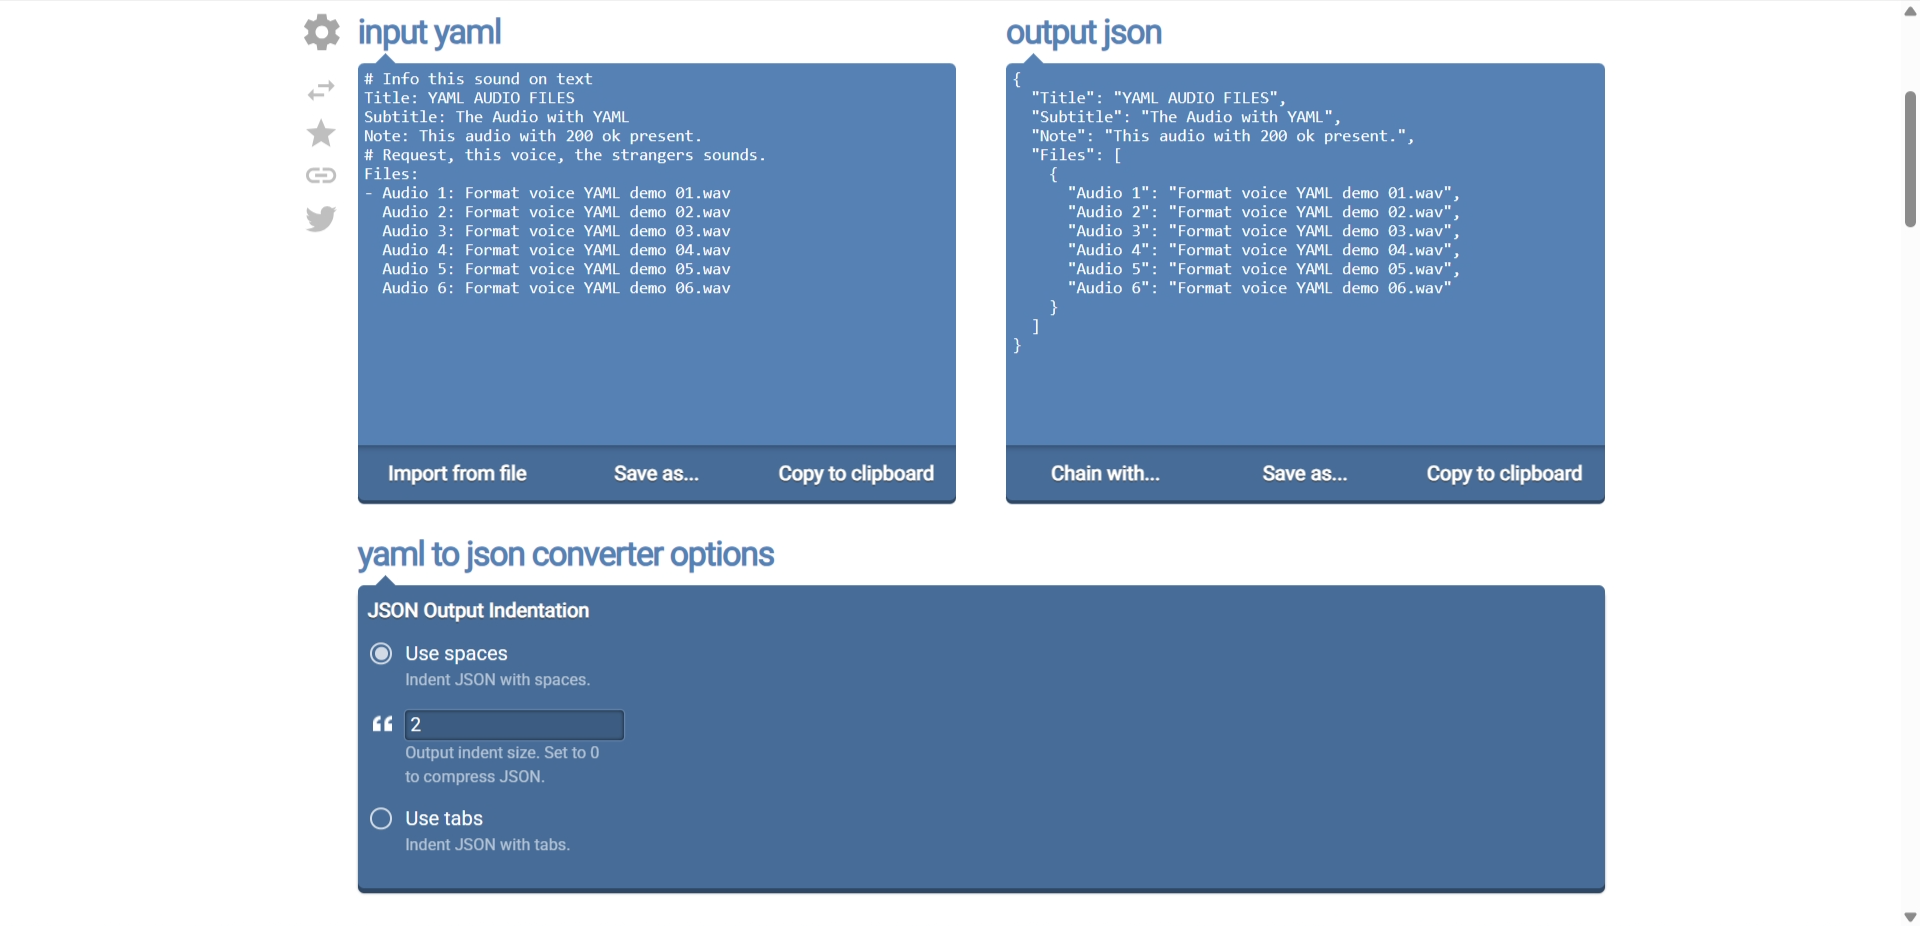 input yaml
# Info this sound on text
Title: YAML AUDIO FILES
Subtitle: The Audio with YAML
Note: This audio with 200 ok present.
# Request, this voice, the strangers sounds.
Files:
- Audio 1: Format voice YAML demo 01.wav
  Audio 2: Format voice YAML demo 02.wav
  Audio 3: Format voice YAML demo 03.wav
  Audio 4: Format voice YAML demo 04.wav
  Audio 5: Format voice YAML demo 05.wav
  Audio 6: Format voice YAML demo 06.wav
Import from file
Save as...
Copy to clipboard
output json
{
  "Title": "YAML AUDIO FILES",
  "Subtitle": "The Audio with YAML",
  "Note": "This audio with 200 ok present.",
  "Files": [
    {
      "Audio 1": "Format voice YAML demo 01.wav",
      "Audio 2": "Format voice YAML demo 02.wav",
      "Audio 3": "Format voice YAML demo 03.wav",
      "Audio 4": "Format voice YAML demo 04.wav",
      "Audio 5": "Format voice YAML demo 05.wav",
      "Audio 6": "Format voice YAML demo 06.wav"
    }
  ]
}
Chain with...
Save as...
Copy to clipboard
yaml to json converter options
JSON Output Indentation
Use spaces
Indent JSON with spaces.
2
Output indent size. Set to 0
to compress JSON.
Use tabs
Indent JSON with tabs.